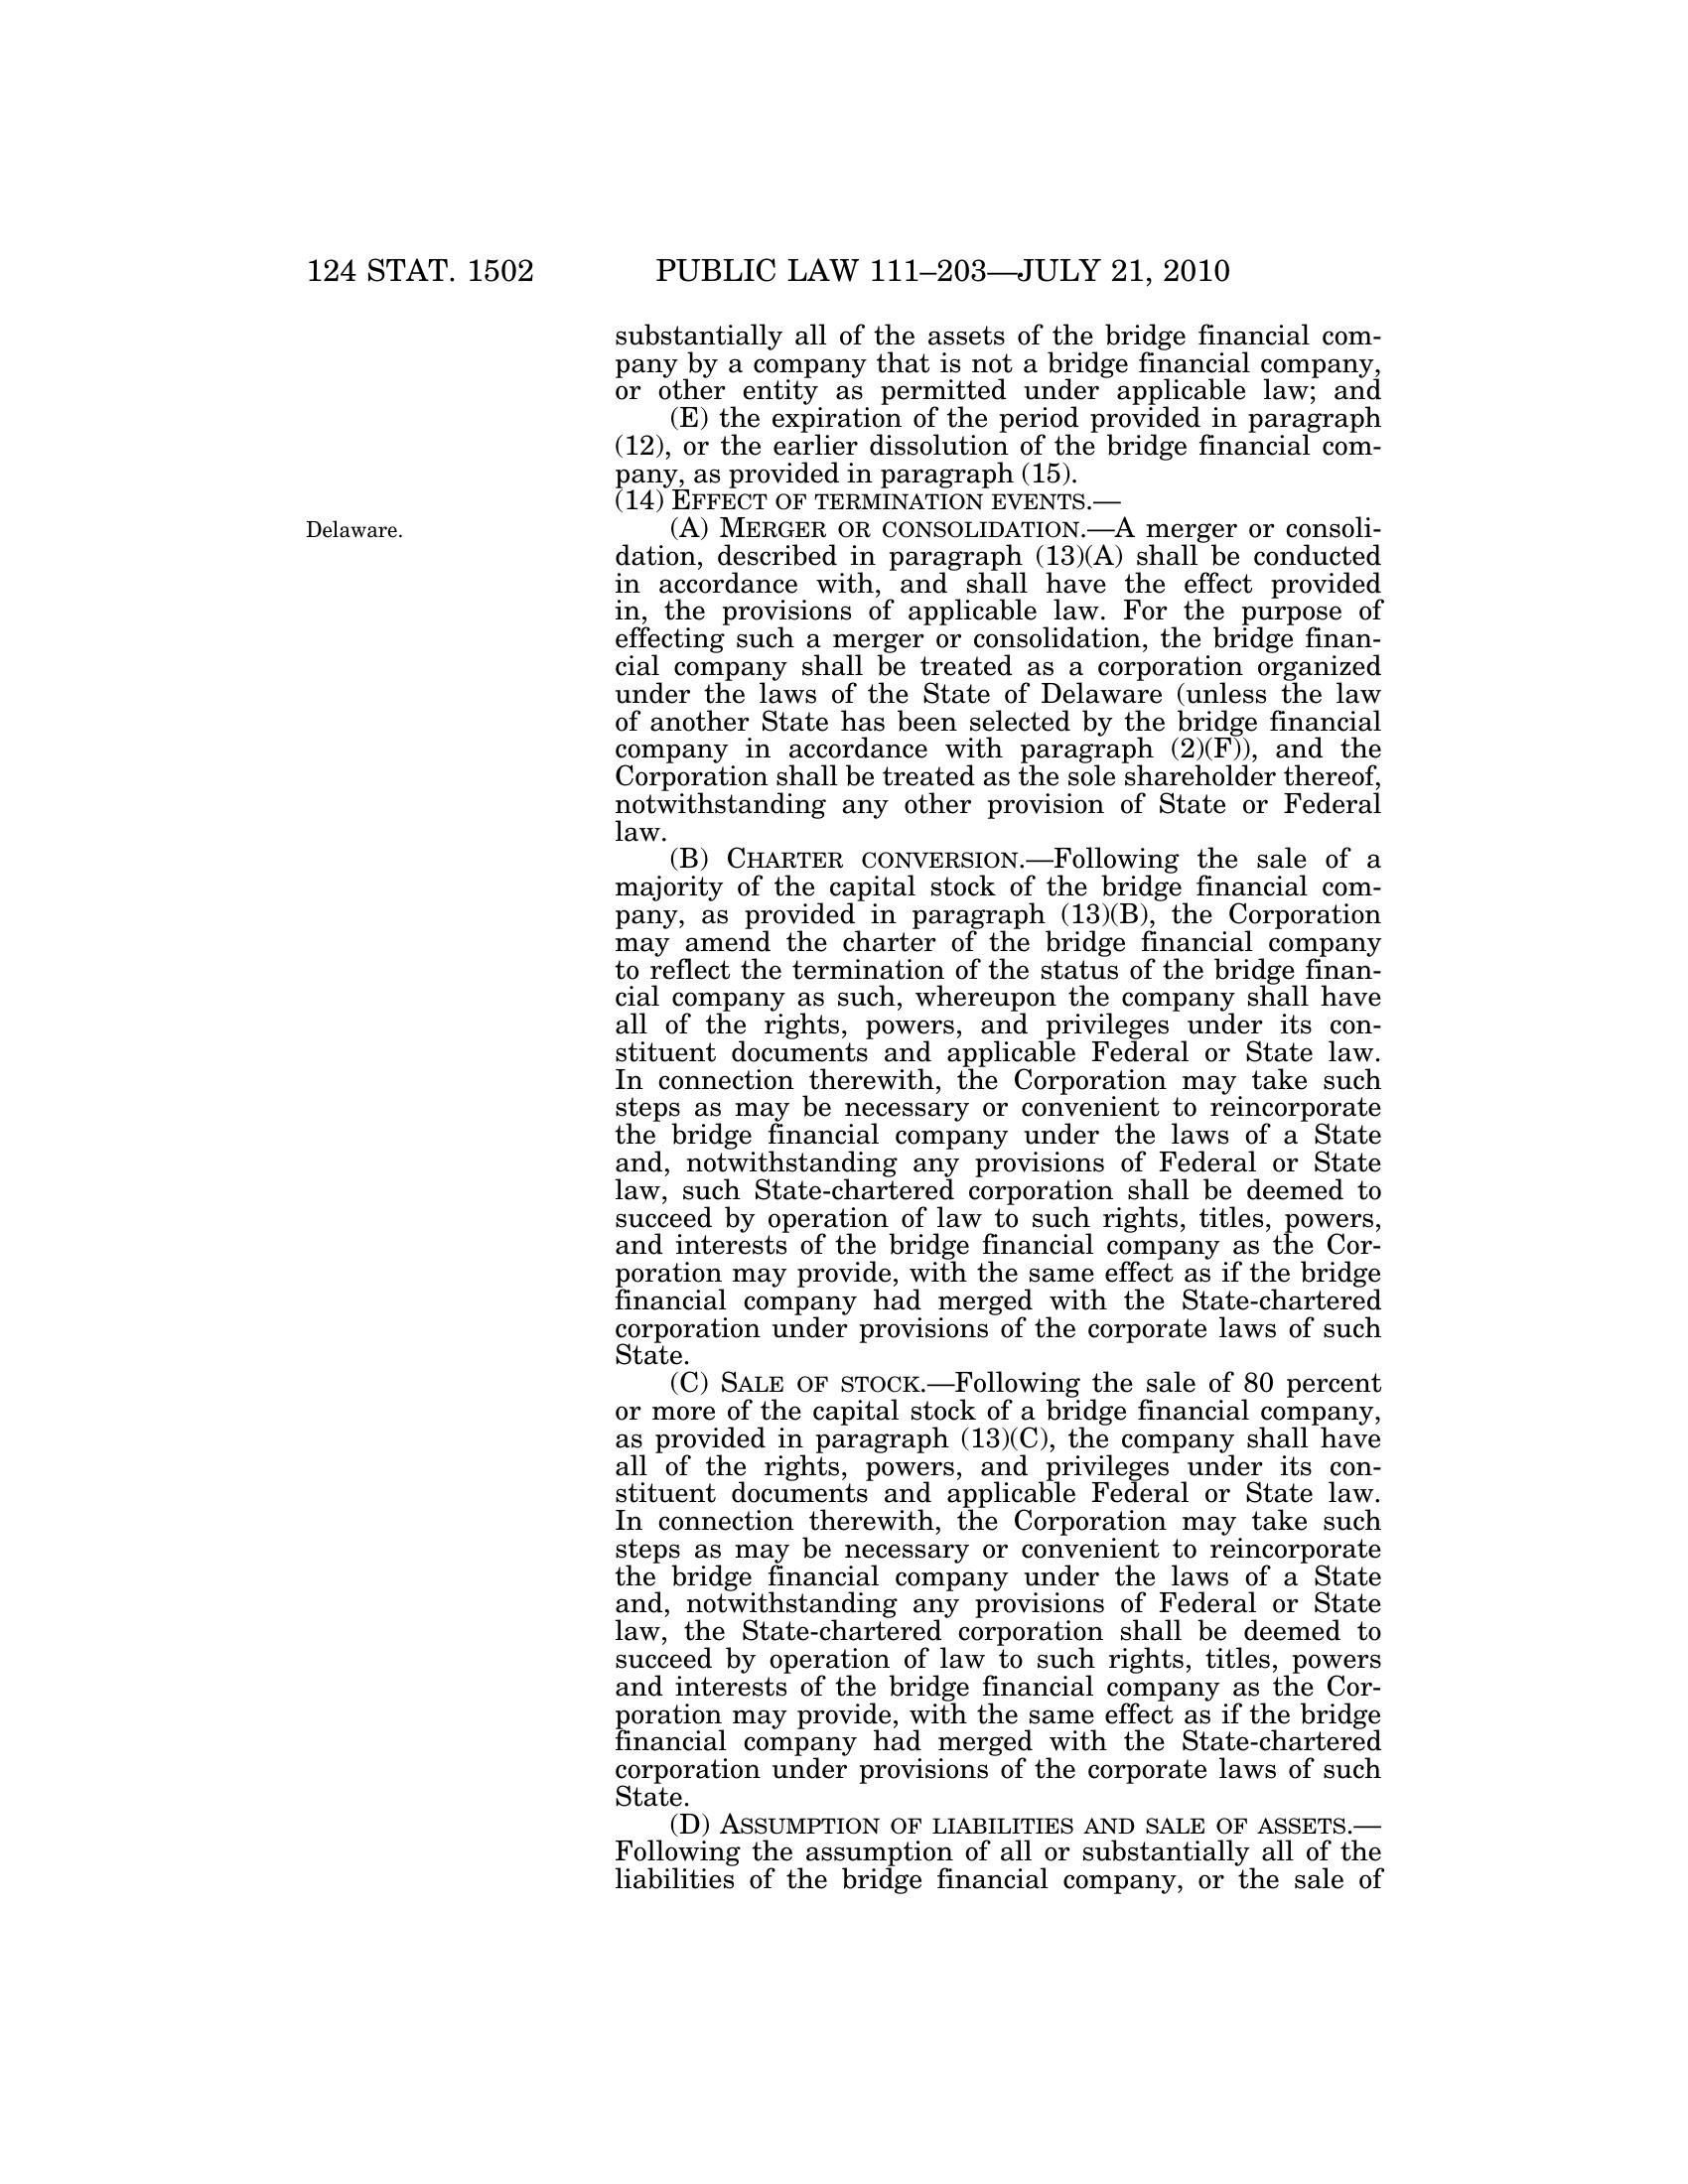 124 STAT. 1502 PUBLIC LAW 111–203—JULY 21, 2010
substantially all of the assets of the bridge financial com-
pany by a company that is not a bridge financial company,
or other entity as permitted under applicable law; and
(E) the expiration of the period provided in paragraph
(12), or the earlier dissolution of the bridge financial com-
pany, as provided in paragraph (15).
(14) EFFECT OF TERMINATION EVENTS.—
Delaware.
(A) MERGER OR CONSOLIDATION.—A merger or consoli-
dation, described in paragraph (13)(A) shall be conducted
in accordance with, and shall have the effect provided
in, the provisions of applicable law. For the purpose of
effecting such a merger or consolidation, the bridge finan-
cial company shall be treated as a corporation organized
under the laws of the State of Delaware (unless the law
of another State has been selected by the bridge financial
company in accordance with paragraph (2)(F)), and the
Corporation shall be treated as the sole shareholder thereof,
notwithstanding any other provision of State or Federal
law.
(B) CHARTER CONVERSION.—Following the sale of a
majority of the capital stock of the bridge financial com-
pany, as provided in paragraph (13)(B), the Corporation
may amend the charter of the bridge financial company
to reflect the termination of the status of the bridge finan-
cial company as such, whereupon the company shall have
all of the rights, powers, and privileges under its con-
stituent documents and applicable Federal or State law.
In connection therewith, the Corporation may take such
steps as may be necessary or convenient to reincorporate
the bridge financial company under the laws of a State
and, notwithstanding any provisions of Federal or State
law, such State-chartered corporation shall be deemed to
succeed by operation of law to such rights, titles, powers,
and interests of the bridge financial company as the Cor-
poration may provide, with the same effect as if the bridge
financial company had merged with the State-chartered
corporation under provisions of the corporate laws of such
State.
(C) SALE OF STOCK.—Following the sale of 80 percent
or more of the capital stock of a bridge financial company,
as provided in paragraph (13)(C), the company shall have
all of the rights, powers, and privileges under its con-
stituent documents and applicable Federal or State law.
In connection therewith, the Corporation may take such
steps as may be necessary or convenient to reincorporate
the bridge financial company under the laws of a State
and, notwithstanding any provisions of Federal or State
law, the State-chartered corporation shall be deemed to
succeed by operation of law to such rights, titles, powers
and interests of the bridge financial company as the Cor-
poration may provide, with the same effect as if the bridge
financial company had merged with the State-chartered
corporation under provisions of the corporate laws of such
State.
(D) ASSUMPTION OF LIABILITIES AND SALE OF ASSETS.—
Following the assumption of all or substantially all of the
liabilities of the bridge financial company, or the sale of